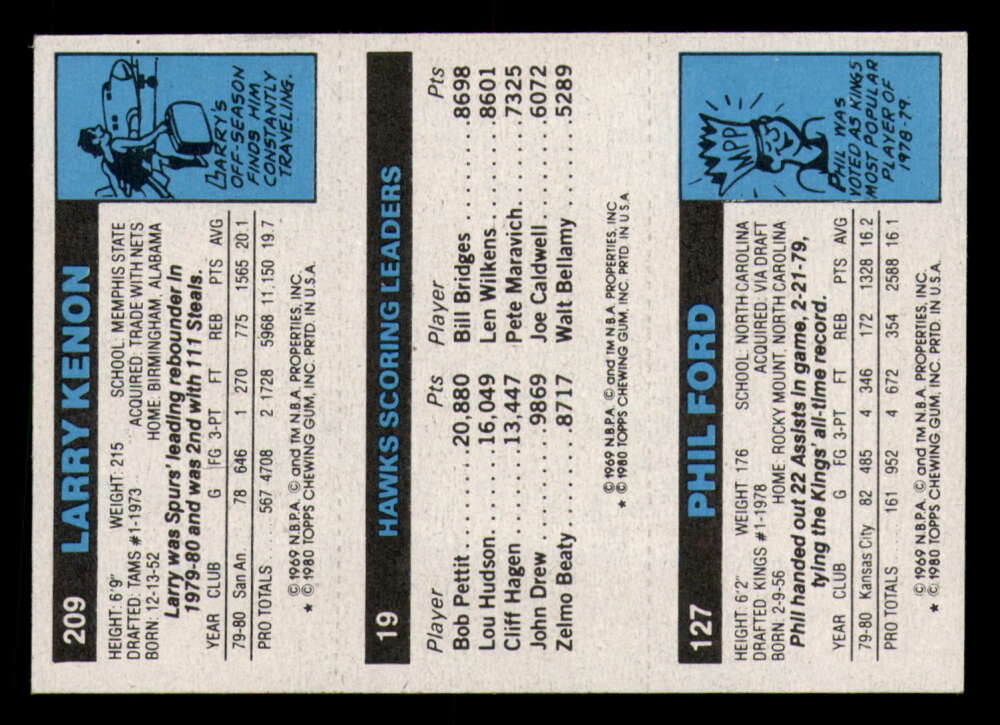 209 LARRY KENON
HEIGHT: 6'9" WEIGHT: 215 SCHOOL: MEMPHIS STATE
DRAFTED: TAMS #1-1973 ACQUIRED: TRADE WITH NETS
BORN: 12-13-52 HOME: BIRMINGHAM, ALABAMA
Larry was Spurs' leading rebounder in
1979-80 and was 2nd with 111 Steals.
YEAR CLUB G FG 3-PT FT REB PTS AVG
79-80 San An. 78 646 1 270 775 1565 20.1
PRO TOTALS .... 567 4708 2 1728 5968 11,150 19.7
© 1969 N.B.P.A. © and TM N.B.A. PROPERTIES, INC.
★ © 1980 TOPPS CHEWING GUM, INC. PRTD. IN U.S.A.
LARRY'S
OFF-SEASON
FINDS HIM
CONSTANTLY
TRAVELING.
19 HAWKS SCORING LEADERS
Player Pts Player Pts
Bob Pettit......20,880 Bill Bridges ......8698
Lou Hudson......16,049 Len Wilkens......8601
Cliff Hagen......13,447 Pete Maravich......7325
John Drew......9869 Joe Caldwell......6072
Zelmo Beaty......8717 Walt Bellamy ......5289
© 1969 N.B.P.A. © and TM N.B.A. PROPERTIES, INC
★ © 1980 TOPPS CHEWING GUM, INC. PRTD IN U.S.A
127 PHIL FORD
HEIGHT: 6'2" WEIGHT: 176 SCHOOL: NORTH CAROLINA
DRAFTED: KINGS #1-1978 ACQUIRED: VIA DRAFT
BORN: 2-9-56 HOME: ROCKY MOUNT, NORTH CAROLINA
Phil handed out 22 Assists in game, 2-21-79,
tying the Kings' all-time record.
YEAR CLUB G FG 3-PT FT REB PTS AVG
79-80 Kansas City 82 485 4 346 172 1328 16.2
PRO TOTALS ...... 161 952 4 672 354 2588 16.1
© 1969 N.B.P.A. © and TM N.B.A. PROPERTIES, INC.
★ © 1980 TOPPS CHEWING GUM, INC. PRTD. IN U.S.A.
MPP
PHIL WAS
VOTED AS KINGS
MOST POPULAR
PLAYER OF
1978-79.